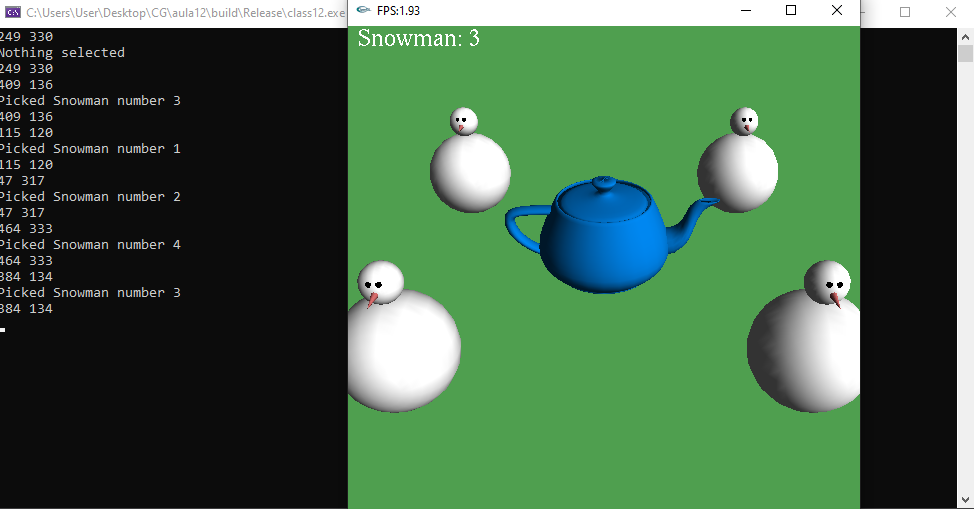 C:\Users\User\Desktop\CG\aula12\build\Release\class12.exe
FPS:1.93
249 330
Nothing selected
249 330
409 136
Picked Snowman number 3
409 136
115 120
Picked Snowman number 1
115 120
47 317
Picked Snowman number 2
47 317
464 333
Picked Snowman number 4
464 333
384 134
Picked Snowman number 3
384 134
Snowman: 3